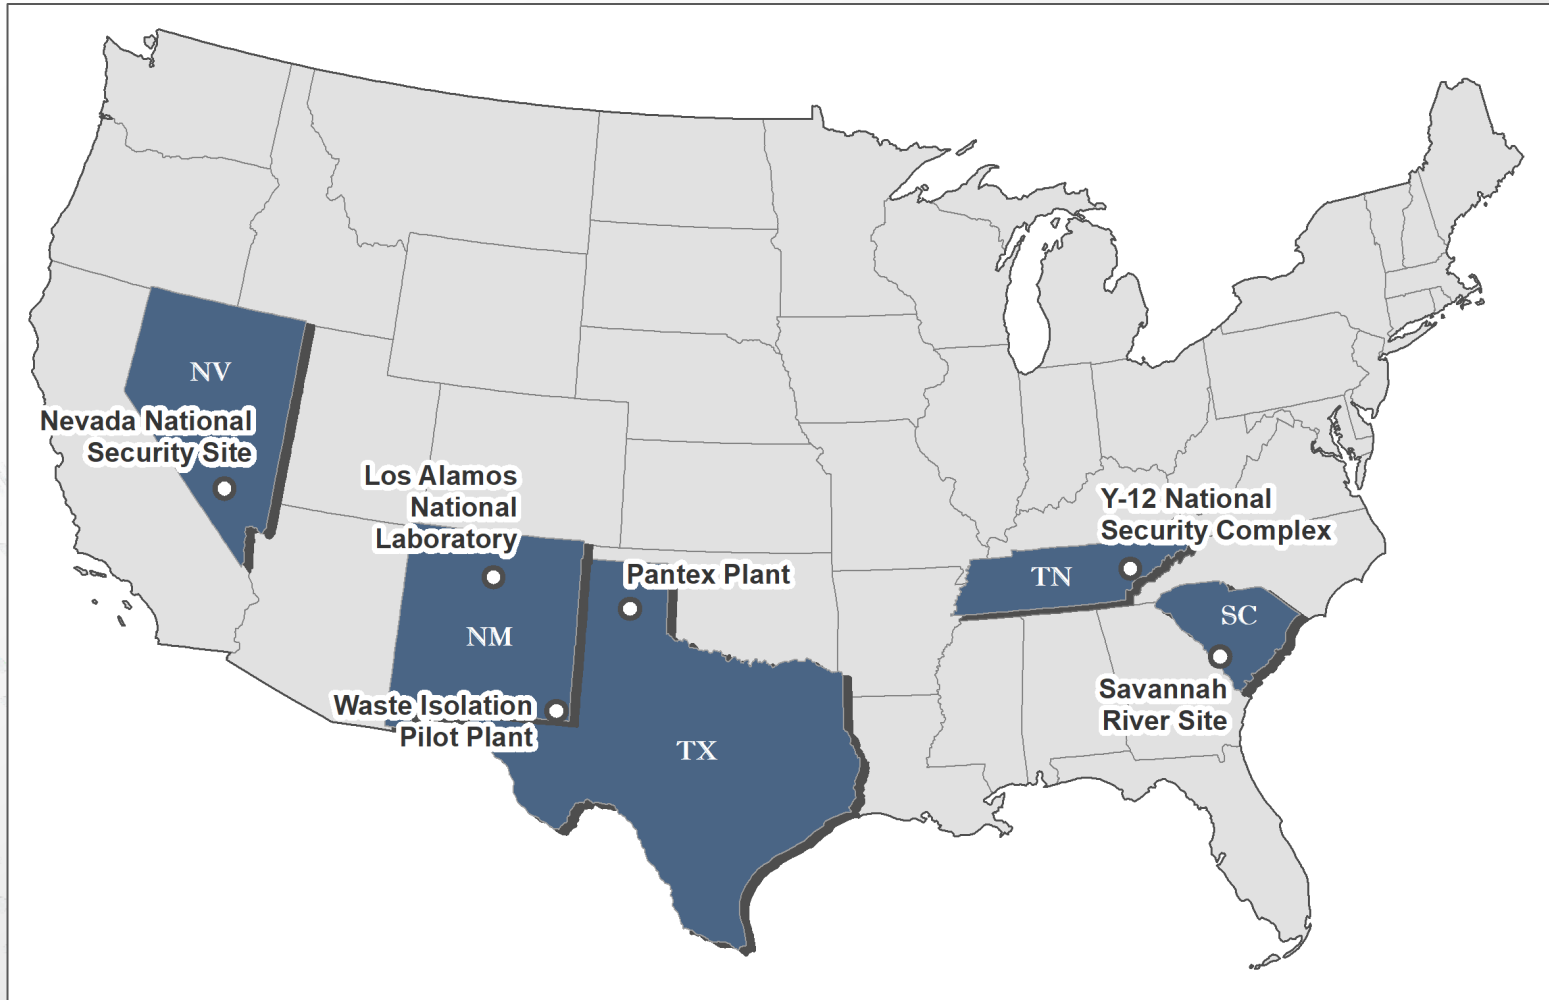 NV
Nevada National
Security Site
Los Alamos
National
Laboratory
NM
Waste Isolation
Pilot Plant
Pantex Plant
TX
Y-12 National
Security Complex
TN
SC
Savannah
River Site